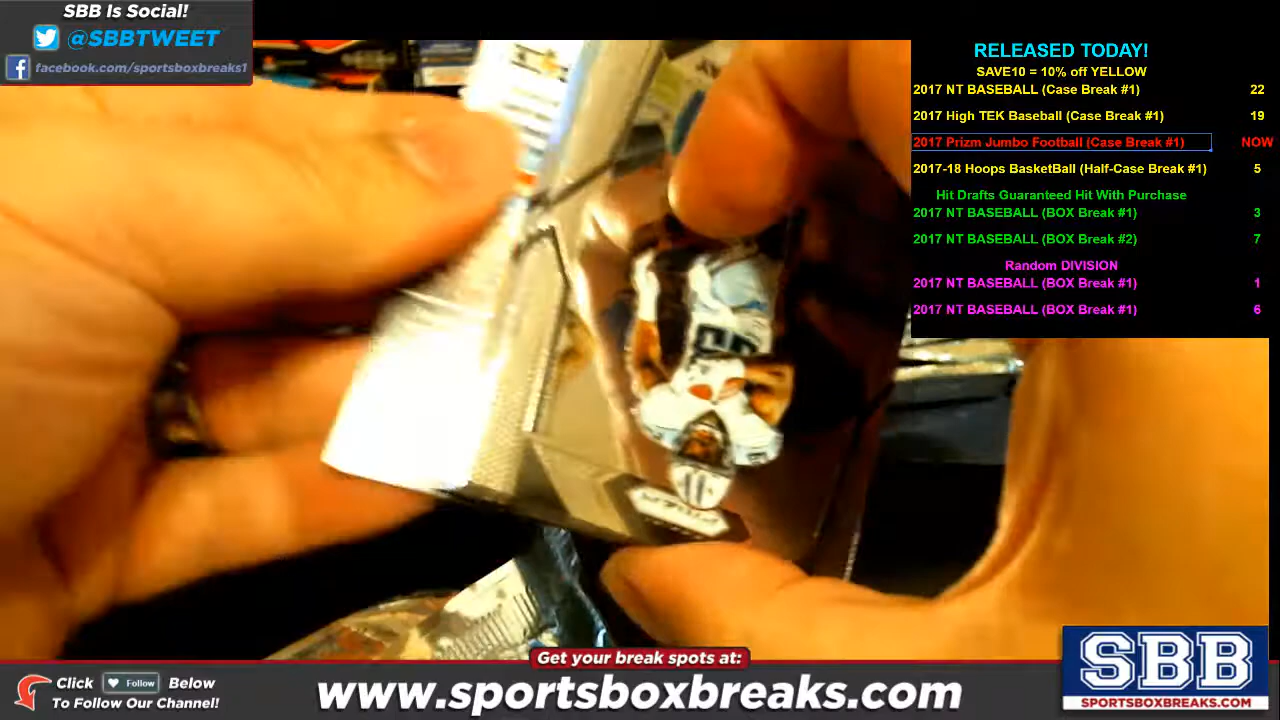 SBB Is Social!
@SBBTWEET
facebook.com/sportsboxbreaks1
RELEASED TODAY!
SAVE10 = 10% off YELLOW
2017 NT BASEBALL (Case Break #1) 22
2017 High TEK Baseball (Case Break #1) 19
2017 Prizm Jumbo Football (Case Break #1) NOW
2017-18 Hoops BasketBall (Half-Case Break #1) 5
Hit Drafts Guaranteed Hit With Purchase
2017 NT BASEBALL (BOX Break #1) 3
2017 NT BASEBALL (BOX Break #2) 7
Random DIVISION
2017 NT BASEBALL (BOX Break #1) 1
2017 NT BASEBALL (BOX Break #1) 6
PRIZM
Get your break spots at:
Click Follow Below
To Follow Our Channel!
www.sportsboxbreaks.com
SBB
SPORTSBOXBREAKS.COM